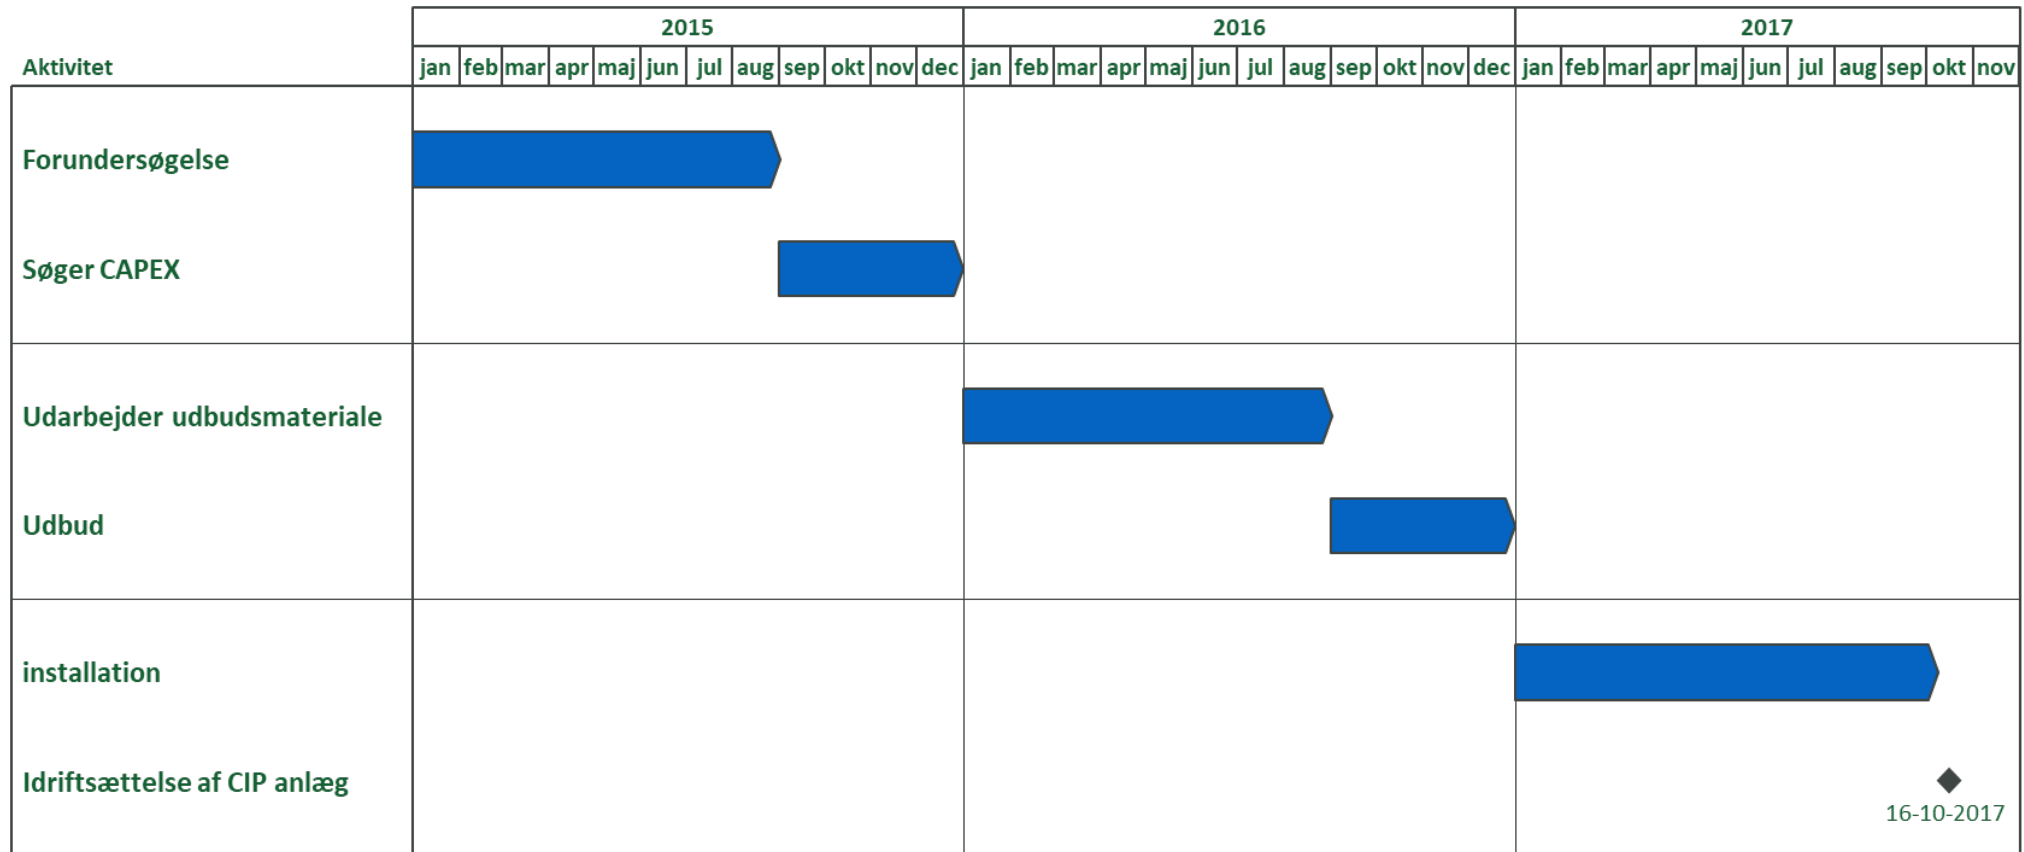 2015 2016 2017
Aktivitet jan feb mar apr maj jun jul aug sep okt nov dec jan feb mar apr maj jun jul aug sep okt nov dec jan feb mar apr maj jun jul aug sep okt nov
Forundersøgelse
Søger CAPEX
Udarbejder udbudsmateriale
Udbud
installation
Idriftsættelse af CIP anlæg
16-10-2017